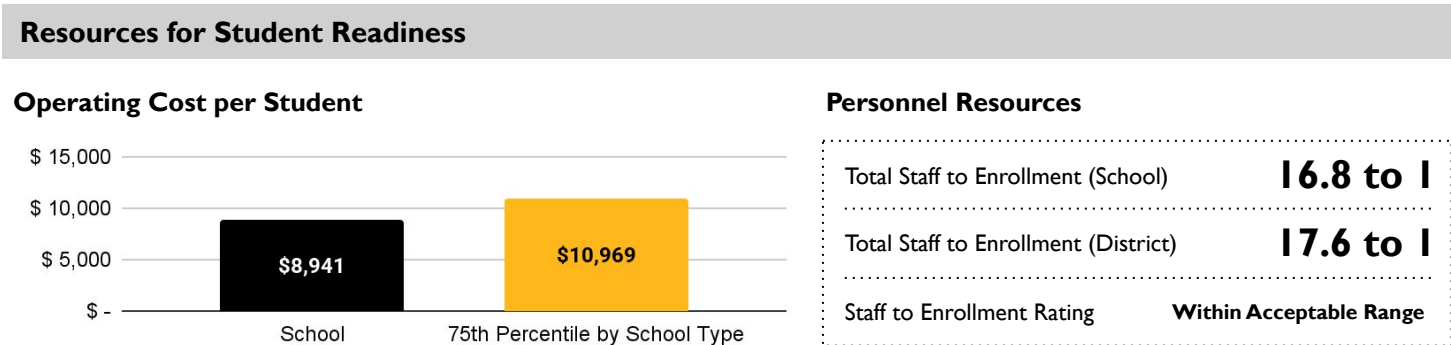 Resources for Student Readiness
Operating Cost per Student
$ 15,000
$ 10,000
$ 5,000
$ -
$8,941
$10,969
School
75th Percentile by School Type
Personnel Resources
Total Staff to Enrollment (School) 16.8 to 1
Total Staff to Enrollment (District) 17.6 to 1
Staff to Enrollment Rating Within Acceptable Range